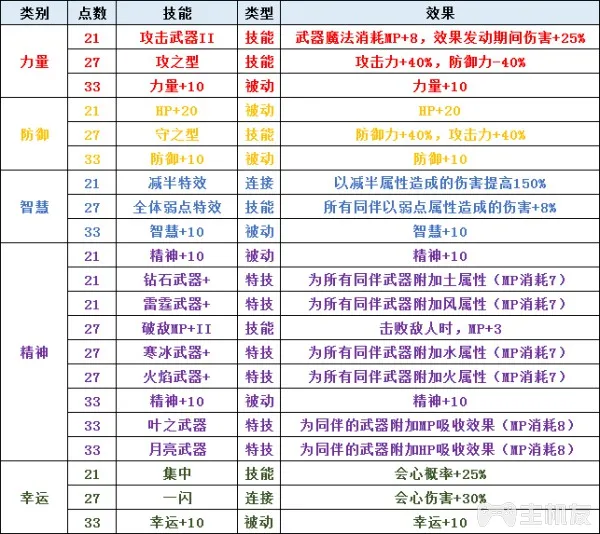 类别 点数 技能 类型 效果
21 攻击武器II 技能 武器魔法消耗MP+8，效果发动期间伤害+25%
力量 27 攻之型 技能 攻击力+40%，防御力-40%
33 力量+10 被动 力量+10
21 HP+20 被动 HP+20
防御 27 守之型 技能 防御力+40%，攻击力+40%
33 防御+10 被动 防御+10
21 减半特效 连接 以减半属性造成的伤害提高150%
智慧 27 全体弱点特效 技能 所有同伴以弱点属性造成的伤害+8%
33 智慧+10 被动 智慧+10
21 精神+10 被动 精神+10
21 钻石武器+ 特技 为所有同伴武器附加土属性（MP消耗7）
21 雷霆武器+ 特技 为所有同伴武器附加风属性（MP消耗7）
27 破敌MP+II 技能 击败敌人时，MP+3
精神 27 寒冰武器+ 特技 为所有同伴武器附加水属性（MP消耗7）
27 火焰武器+ 特技 为所有同伴武器附加火属性（MP消耗7）
33 精神+10 被动 精神+10
33 叶之武器 特技 为同伴的武器附加MP吸收效果（MP消耗8）
33 月亮武器 特技 为同伴的武器附加HP吸收效果（MP消耗8）
21 集中 技能 会心概率+25%
幸运 27 一闪 连接 会心伤害+30%
33 幸运+10 被动 幸运+10
主机友